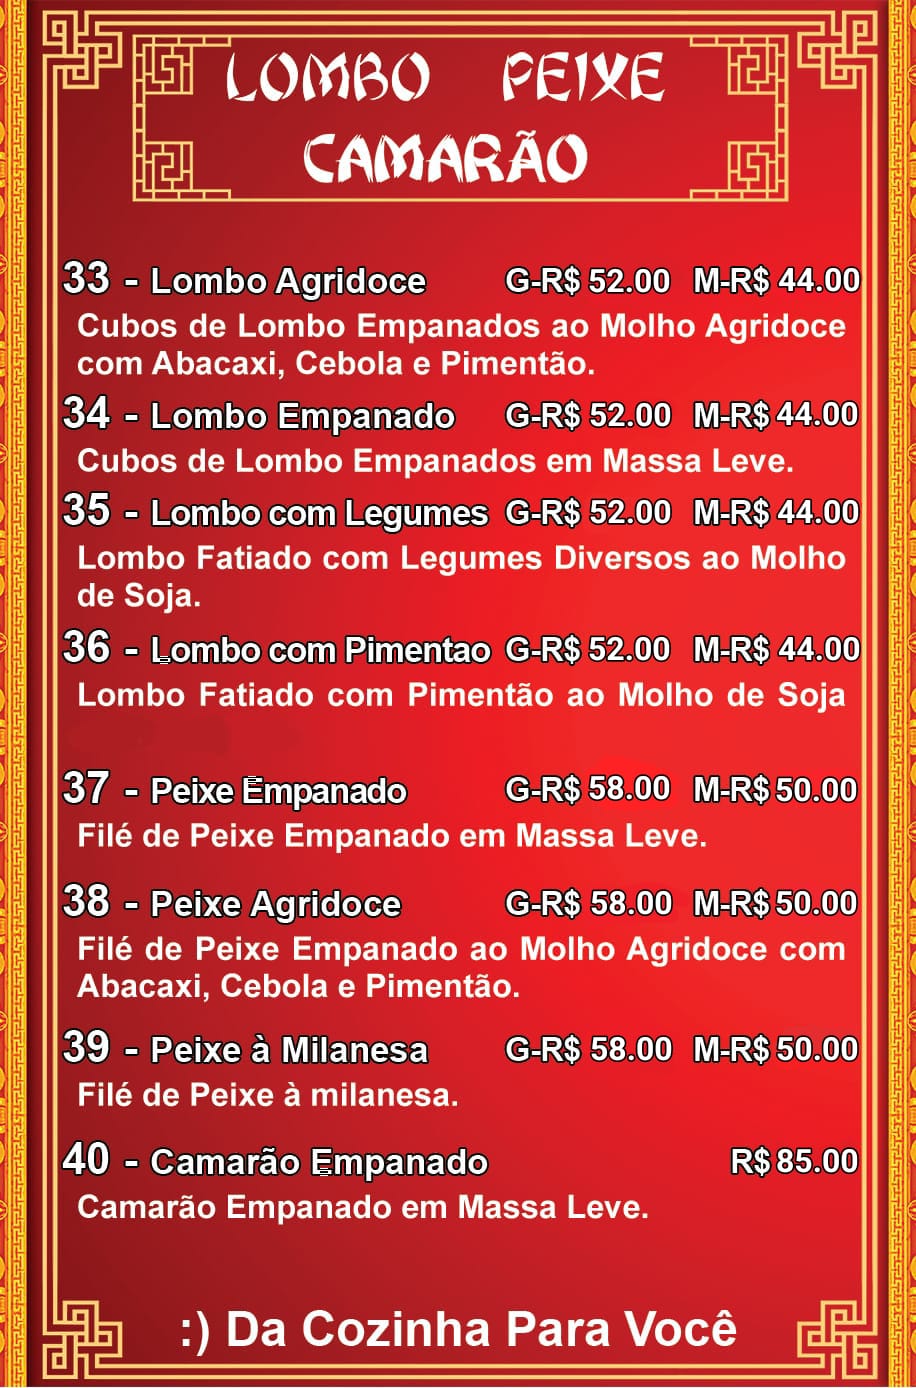 LOMBO PEIXE
CAMARÃO
33 - Lombo Agridoce G-R$ 52.00 M-R$ 44.00
Cubos de Lombo Empanados ao Molho Agridoce
com Abacaxi, Cebola e Pimentão.
34 - Lombo Empanado G-R$ 52.00 M-R$ 44.00
Cubos de Lombo Empanados em Massa Leve.
35 - Lombo com Legumes G-R$ 52.00 M-R$ 44.00
Lombo Fatiado com Legumes Diversos ao Molho
de Soja.
36 - Lombo com Pimentao G-R$ 52.00 M-R$ 44.00
Lombo Fatiado com Pimentão ao Molho de Soja
37 - Peixe Empanado G-R$ 58.00 M-R$ 50.00
Filé de Peixe Empanado em Massa Leve.
38 - Peixe Agridoce G-R$ 58.00 M-R$ 50.00
Filé de Peixe Empanado ao Molho Agridoce com
Abacaxi, Cebola e Pimentão.
39 - Peixe à Milanesa G-R$ 58.00 M-R$ 50.00
Filé de Peixe à milanesa.
40 - Camarão Empanado R$ 85.00
Camarão Empanado em Massa Leve.
:) Da Cozinha Para Você